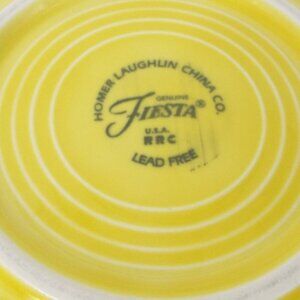 HOMER LAUGHLIN CHINA CO.
GENUINE
FIESTA®
U.S.A.
RRC
LEAD FREE